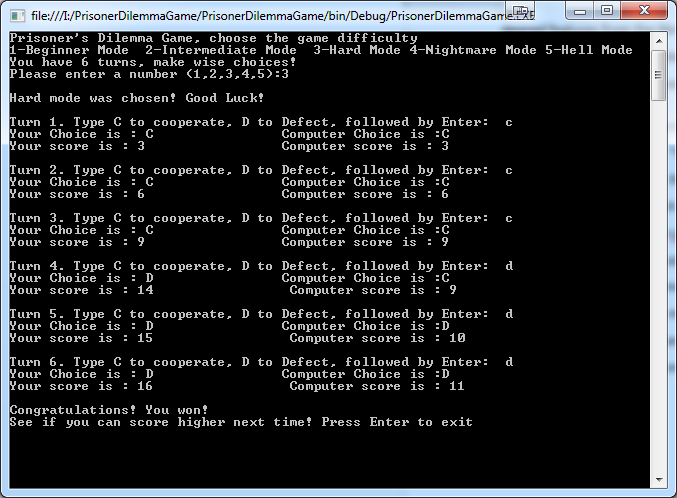 file:///I:/PrisonerDilemmaGame/PrisonerDilemmaGame/bin/Debug/PrisonerDilemmaGame.EXE
Prisoner's Dilemma Game, choose the game difficulty
1-Beginner Mode  2-Intermediate Mode  3-Hard Mode 4-Nightmare Mode 5-Hell Mode
You have 6 turns, make wise choices!
Please enter a number (1,2,3,4,5):3
Hard mode was chosen! Good Luck!
Turn 1. Type C to cooperate, D to Defect, followed by Enter:  c
Your Choice is : C                Computer Choice is :C
Your score is : 3                 Computer score is : 3
Turn 2. Type C to cooperate, D to Defect, followed by Enter:  c
Your Choice is : C                Computer Choice is :C
Your score is : 6                 Computer score is : 6
Turn 3. Type C to cooperate, D to Defect, followed by Enter:  c
Your Choice is : C                Computer Choice is :C
Your score is : 9                 Computer score is : 9
Turn 4. Type C to cooperate, D to Defect, followed by Enter:  d
Your Choice is : D                Computer Choice is :C
Your score is : 14                 Computer score is : 9
Turn 5. Type C to cooperate, D to Defect, followed by Enter:  d
Your Choice is : D                Computer Choice is :D
Your score is : 15                 Computer score is : 10
Turn 6. Type C to cooperate, D to Defect, followed by Enter:  d
Your Choice is : D                Computer Choice is :D
Your score is : 16                 Computer score is : 11
Congratulations! You won!
See if you can score higher next time! Press Enter to exit